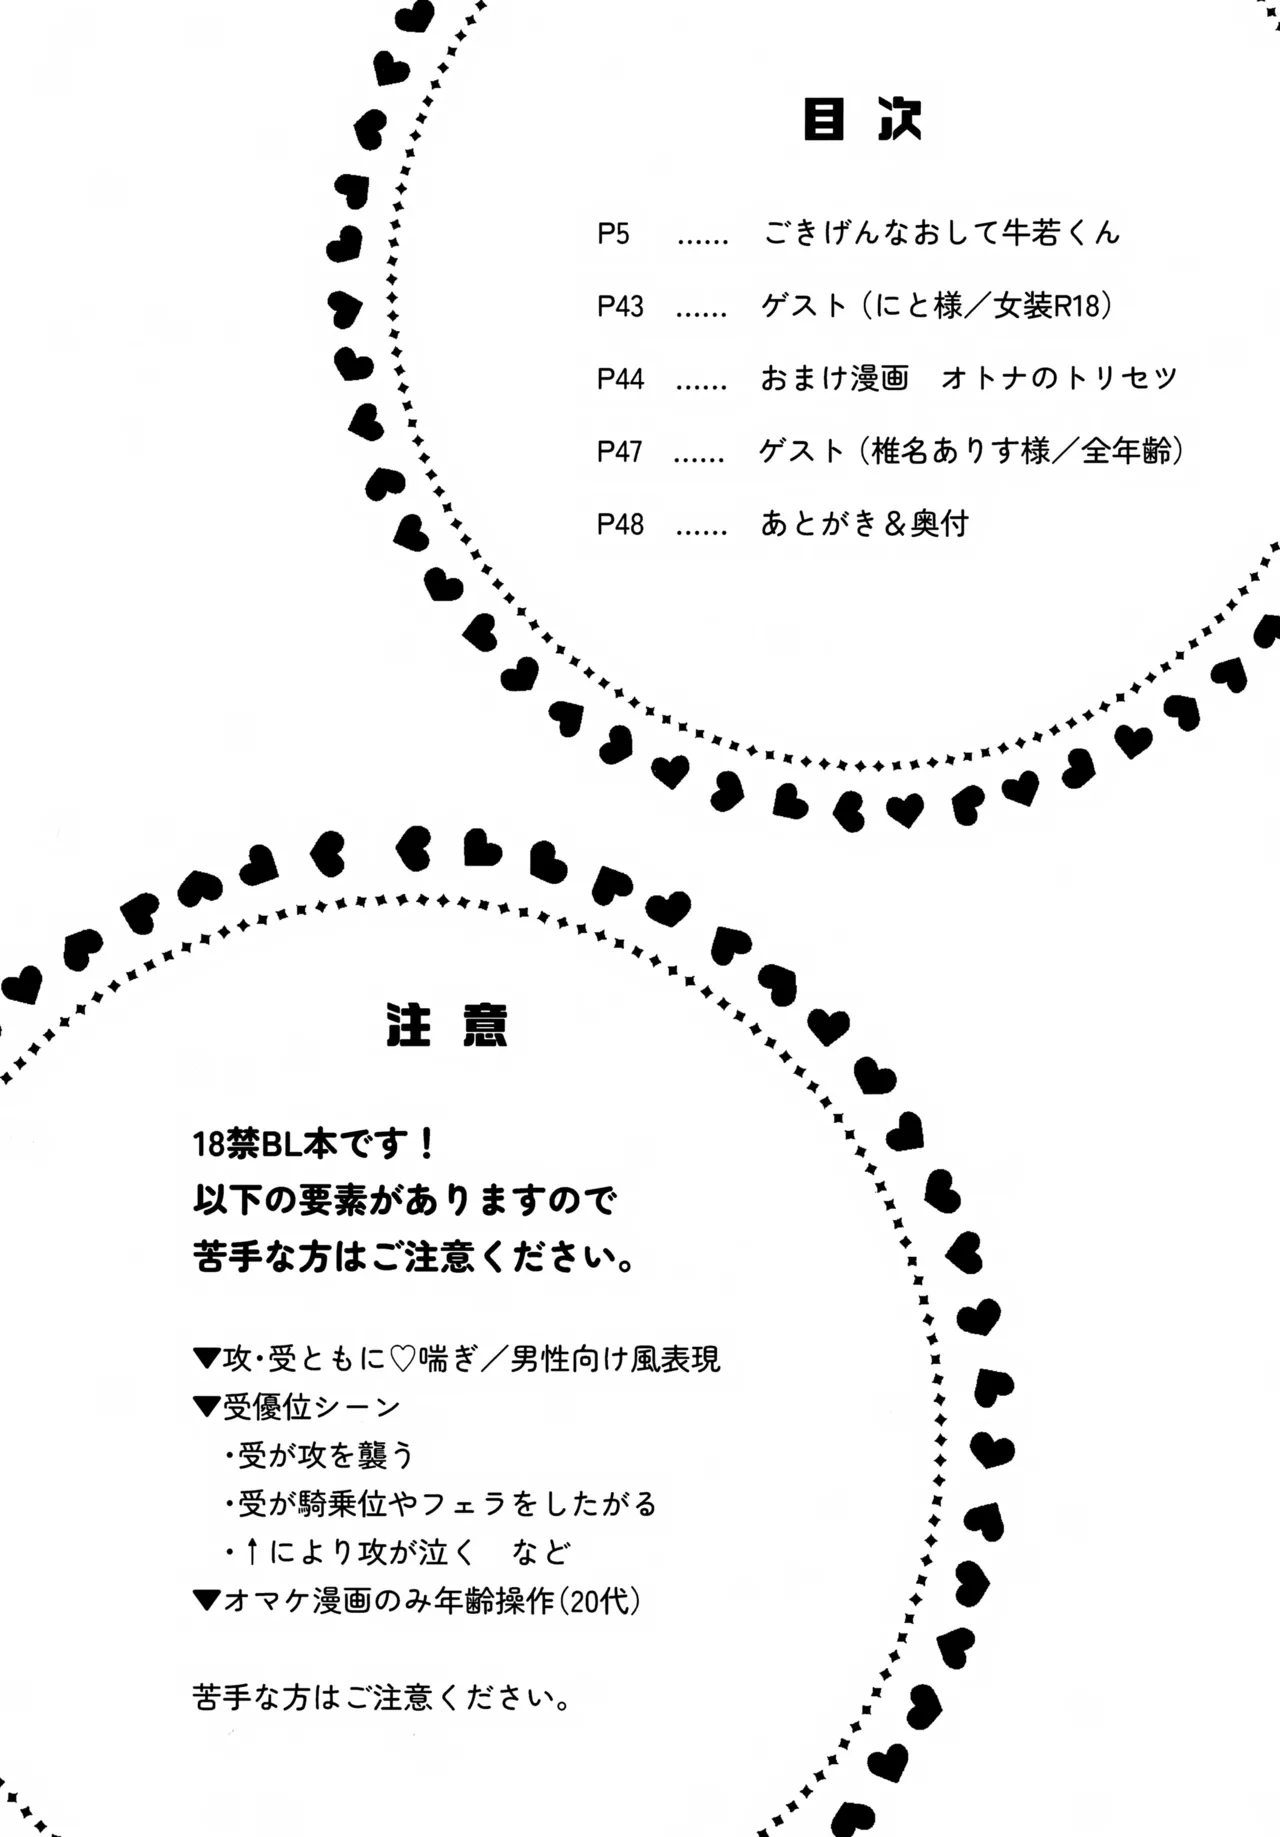 目次
P5 …… ごきげんなおして牛若くん
P43 …… ゲスト（にと様／女装R18）
P44 …… おまけ漫画　オトナのトリセツ
P47 …… ゲスト（椎名ありす様／全年齢）
P48 …… あとがき＆奥付
注意
18禁BL本です！
以下の要素がありますので
苦手な方はご注意ください。
▼攻・受ともに♡喘ぎ／男性向け風表現
▼受優位シーン
・受が攻を襲う
・受が騎乗位やフェラをしたがる
・↑により攻が泣く　など
▼オマケ漫画のみ年齢操作（20代）
苦手な方はご注意ください。